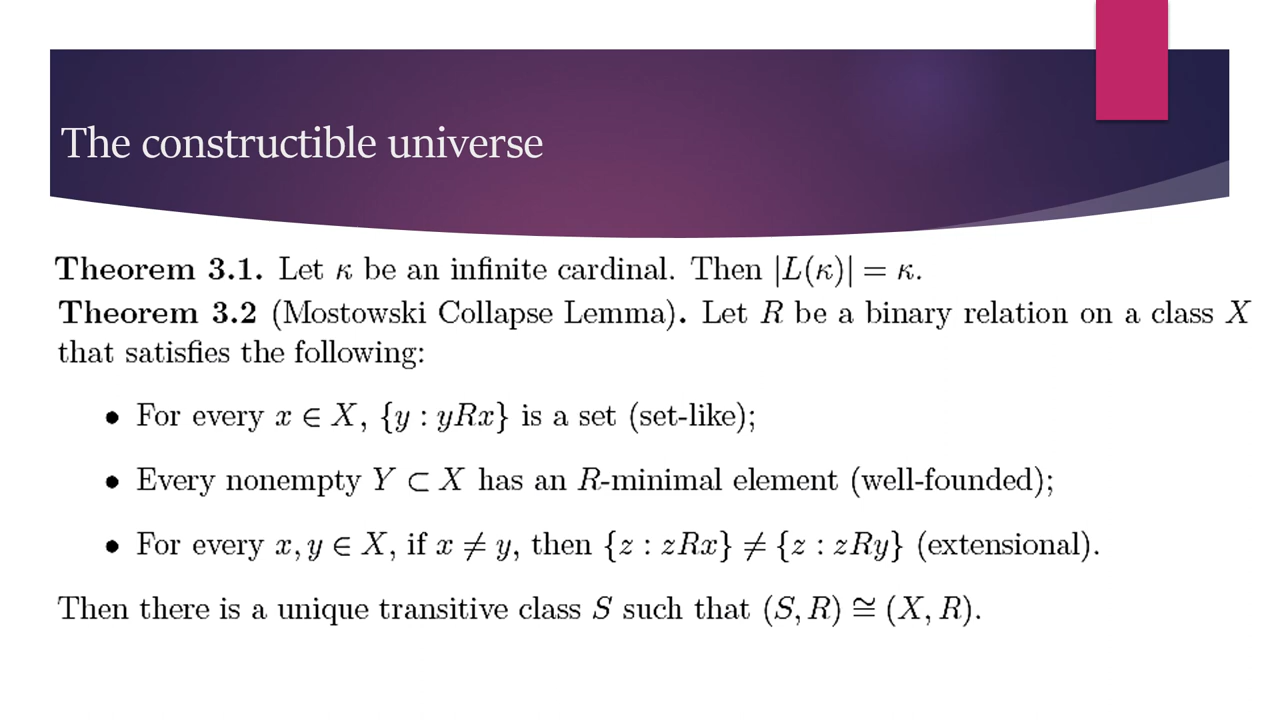 The constructible universe
Theorem 3.1. Let κ be an infinite cardinal. Then |L(κ)| = κ.
Theorem 3.2 (Mostowski Collapse Lemma). Let R be a binary relation on a class X
that satisfies the following:
• For every x ∈ X, {y : yRx} is a set (set-like);
• Every nonempty Y ⊂ X has an R-minimal element (well-founded);
• For every x, y ∈ X, if x ≠ y, then {z : zRx} ≠ {z : zRy} (extensional).
Then there is a unique transitive class S such that (S, R) ≅ (X, R).